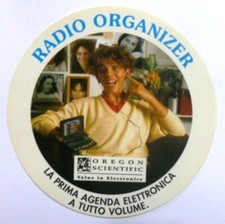 RADIO ORGANIZER
OREGON
SCIENTIFIC
Value in Electronics
LA PRIMA AGENDA ELETTRONICA
A TUTTO VOLUME.